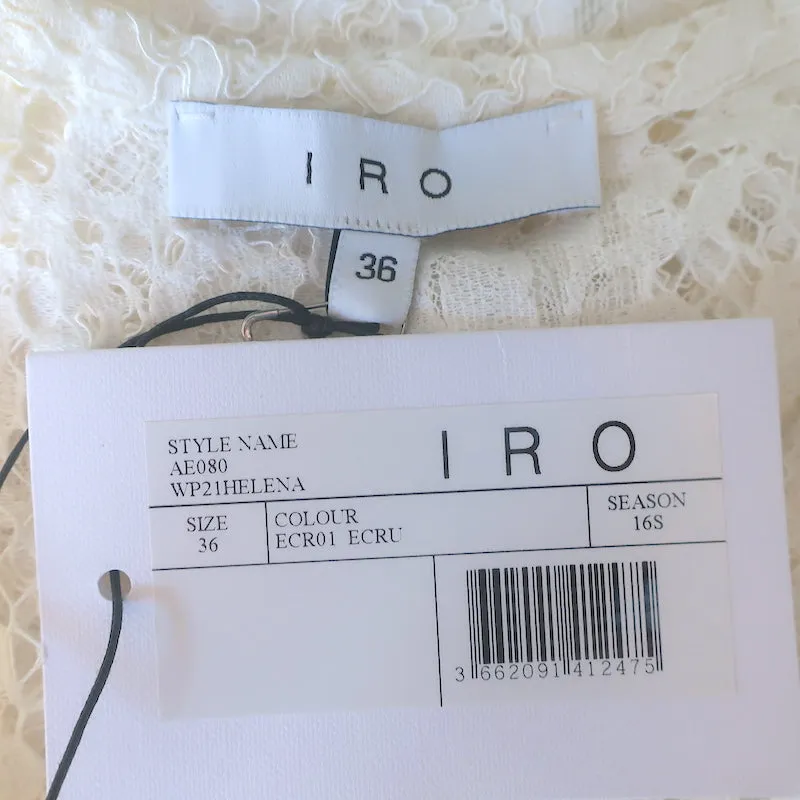 IRO
36
STYLE NAME
AE080
WP21HELENA
IRO
SIZE
36
COLOUR
ECR01 ECRU
SEASON
16S
3 662091 412475